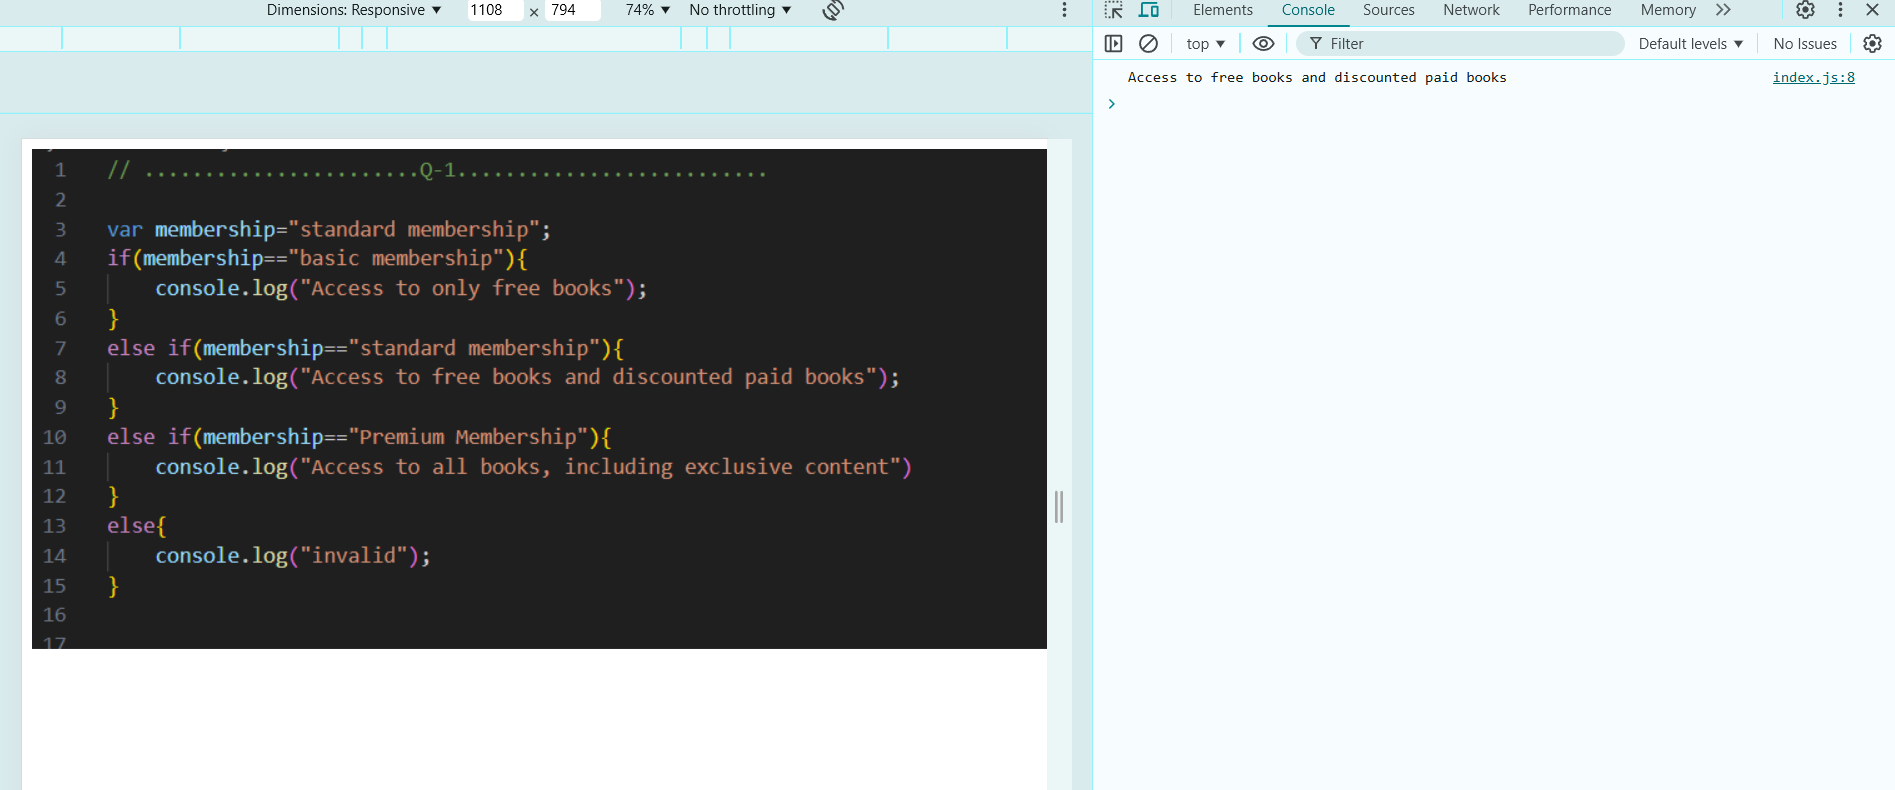 Dimensions: Responsive ▼ 1108 × 794 74% ▼ No throttling ▼
Elements Console Sources Network Performance Memory
top ▼ Filter Default levels ▼ No Issues
Access to free books and discounted paid books index.js:8
1 // .......................Q-1..........................
2
3 var membership="standard membership";
4 if(membership=="basic membership"){
5 console.log("Access to only free books");
6 }
7 else if(membership=="standard membership"){
8 console.log("Access to free books and discounted paid books");
9 }
10 else if(membership=="Premium Membership"){
11 console.log("Access to all books, including exclusive content")
12 }
13 else{
14 console.log("invalid");
15 }
16
17